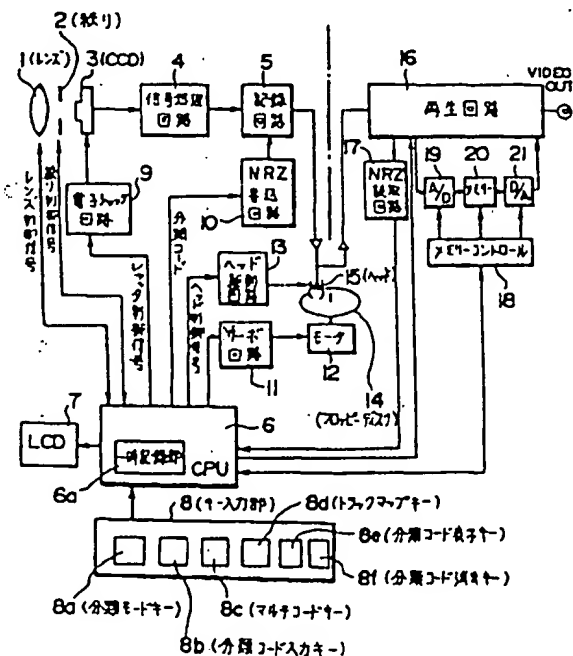 1(レンズ)
2(絞り)
3(CCD)
4
信号処理
回路
5
記録
回路
16
再生回路
VIDEO
OUT
17
NRZ
読取
回路
19
A/D
20
メモリー
21
D/A
メモリーコントロール
18
電子シャッタ
回路
9
NRZ
書込
回路
10
レンズ制御信号
絞り制御信号
シャッタ制御信号
分類コード
ヘッド制御信号
13
ヘッド
制御
回路
15(ヘッド)
サーボ
回路
11
モータ
12
14
(フロッピーディスク)
7
LCD
6
一時記録部
6a
CPU
8(キー入力部)
8d(トラックマップキー)
8e(分類コード表示キー)
8f(分類コード消去キー)
8a(分類モードキー)
8b(分類コード入力キー)
8c(マルチコードキー)